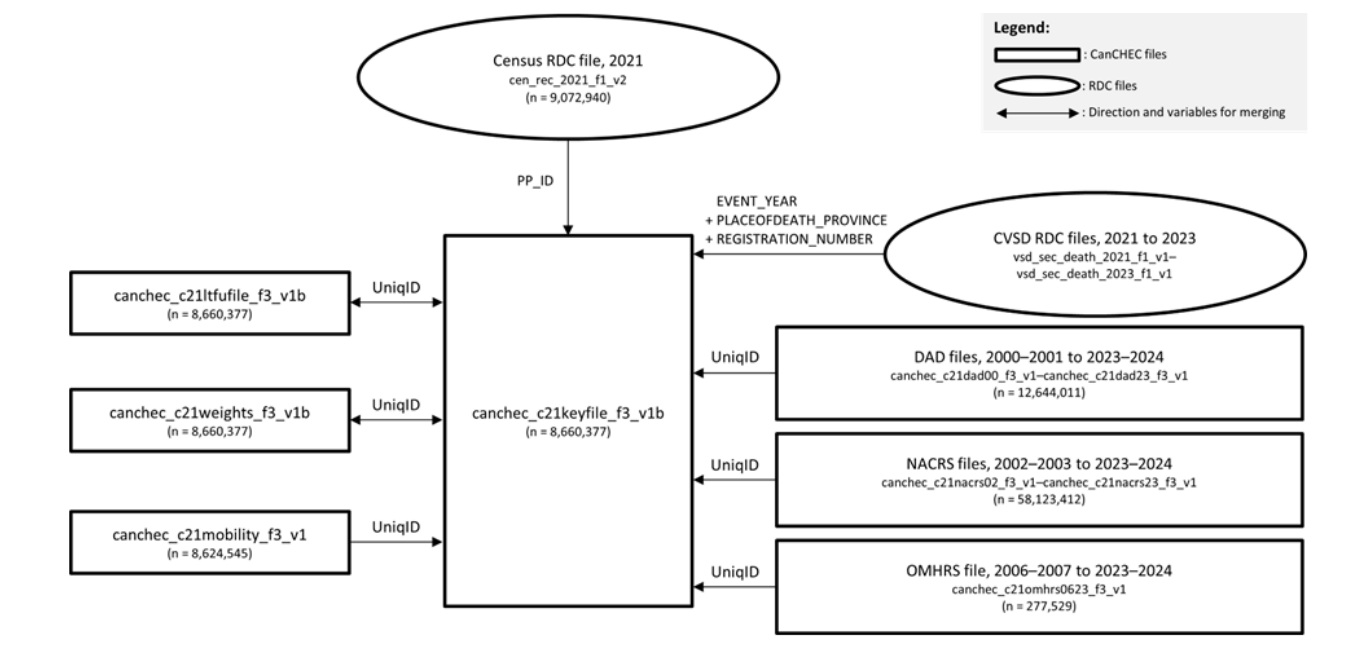 Census RDC file, 2021
cen_rec_2021_f1_v2
(n = 9,072,940)
Legend:
: CanCHEC files
: RDC files
: Direction and variables for merging
PP_ID
EVENT_YEAR
+ PLACEOFDEATH_PROVINCE
+ REGISTRATION_NUMBER
CVSD RDC files, 2021 to 2023
vsd_sec_death_2021_f1_v1–
vsd_sec_death_2023_f1_v1
canchec_c21ltfufile_f3_v1b
(n = 8,660,377)
UniqID
canchec_c21weights_f3_v1b
(n = 8,660,377)
UniqID
canchec_c21mobility_f3_v1
(n = 8,624,545)
UniqID
canchec_c21keyfile_f3_v1b
(n = 8,660,377)
UniqID
DAD files, 2000–2001 to 2023–2024
canchec_c21dad00_f3_v1–canchec_c21dad23_f3_v1
(n = 12,644,011)
UniqID
NACRS files, 2002–2003 to 2023–2024
canchec_c21nacrs02_f3_v1–canchec_c21nacrs23_f3_v1
(n = 58,123,412)
UniqID
OMHRS file, 2006–2007 to 2023–2024
canchec_c21omhrs0623_f3_v1
(n = 277,529)